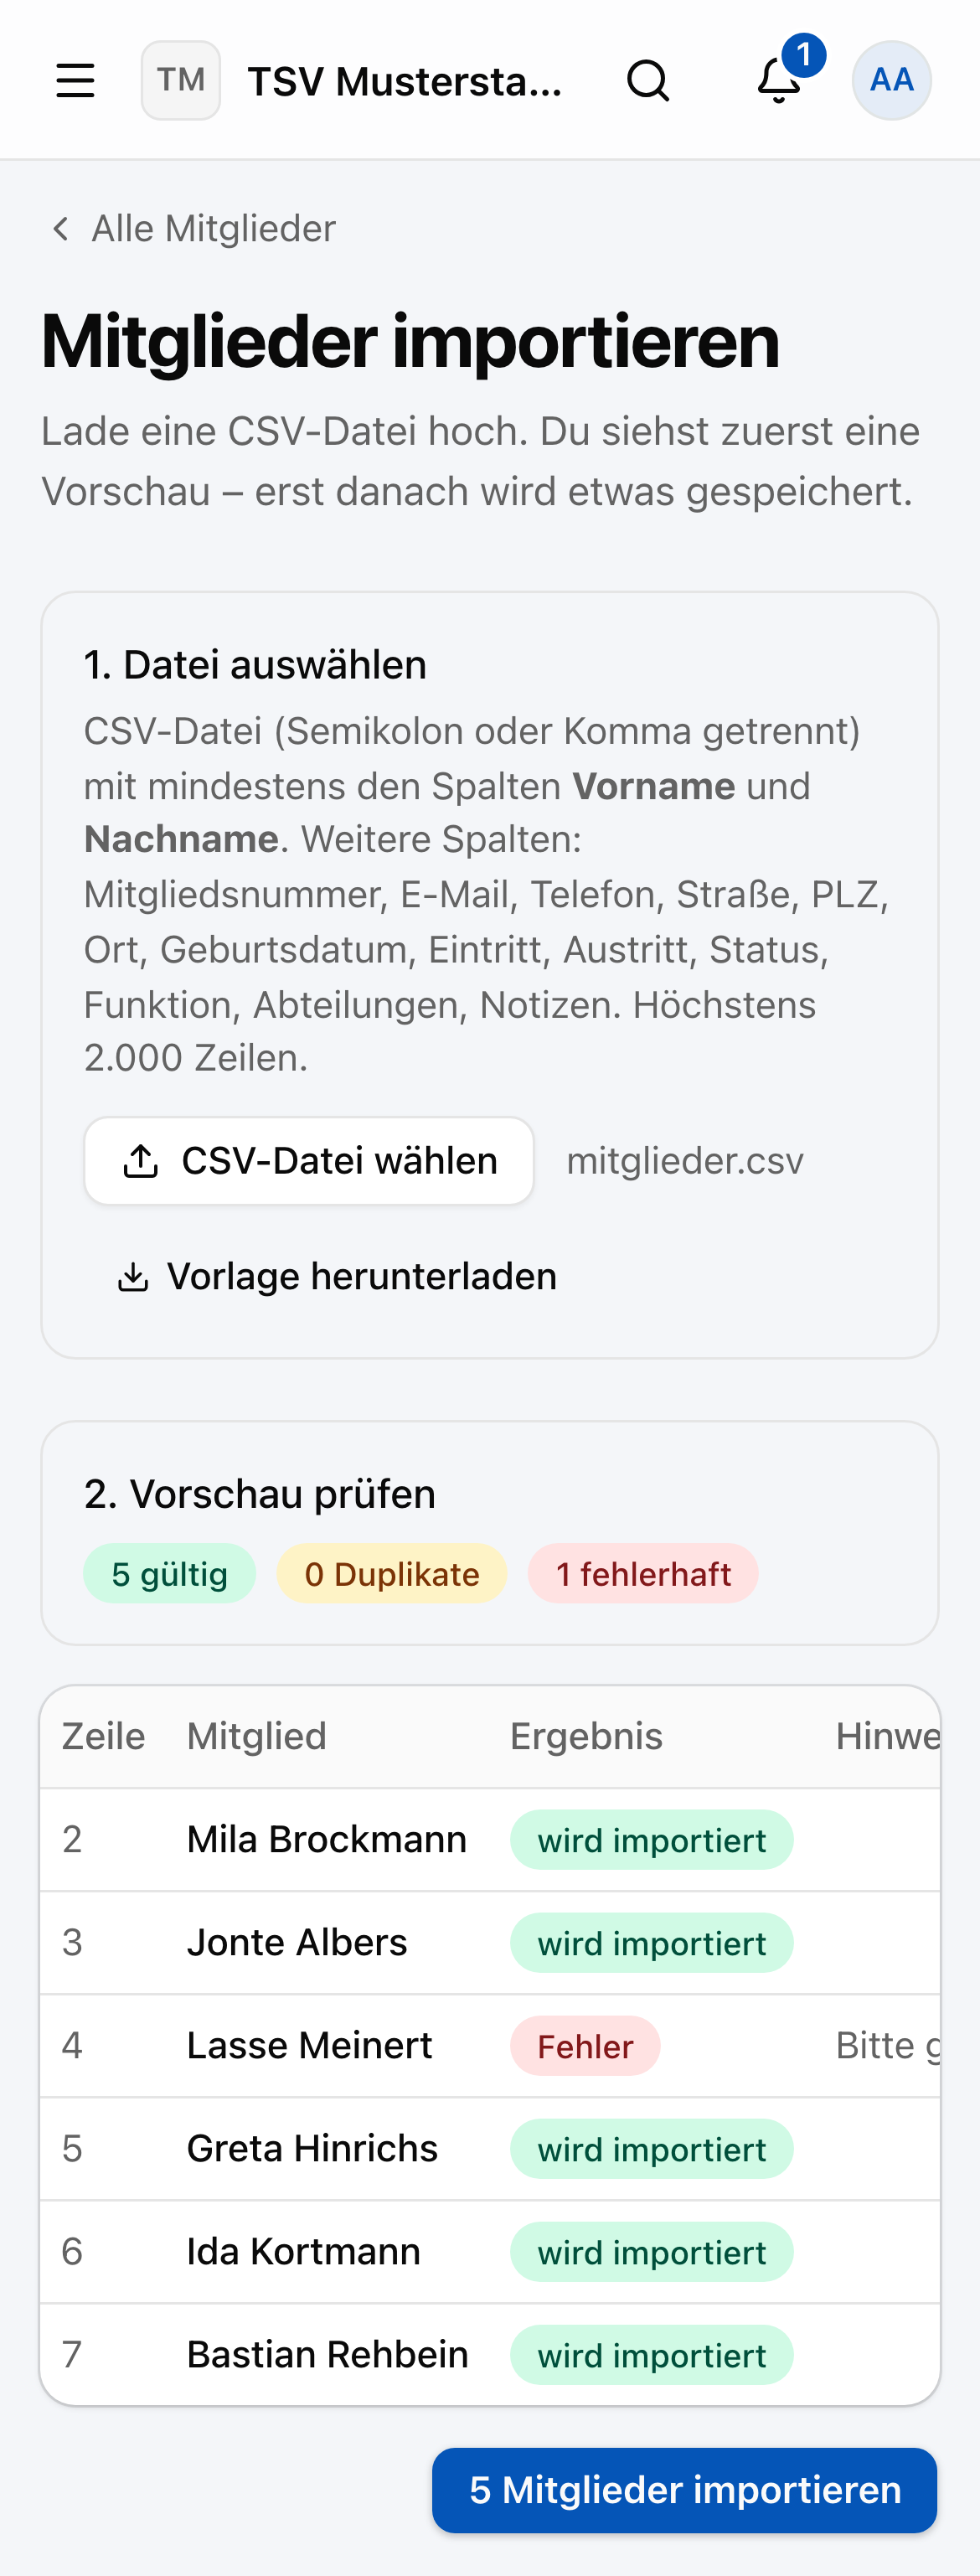 TM
TSV Mustersta...
1
AA
Alle Mitglieder
Mitglieder importieren
Lade eine CSV-Datei hoch. Du siehst zuerst eine
Vorschau – erst danach wird etwas gespeichert.
1. Datei auswählen
CSV-Datei (Semikolon oder Komma getrennt)
mit mindestens den Spalten Vorname und
Nachname. Weitere Spalten:
Mitgliedsnummer, E-Mail, Telefon, Straße, PLZ,
Ort, Geburtsdatum, Eintritt, Austritt, Status,
Funktion, Abteilungen, Notizen. Höchstens
2.000 Zeilen.
CSV-Datei wählen mitglieder.csv
Vorlage herunterladen
2. Vorschau prüfen
5 gültig 0 Duplikate 1 fehlerhaft
Zeile Mitglied Ergebnis Hinwe
2 Mila Brockmann wird importiert
3 Jonte Albers wird importiert
4 Lasse Meinert Fehler Bitte g
5 Greta Hinrichs wird importiert
6 Ida Kortmann wird importiert
7 Bastian Rehbein wird importiert
5 Mitglieder importieren